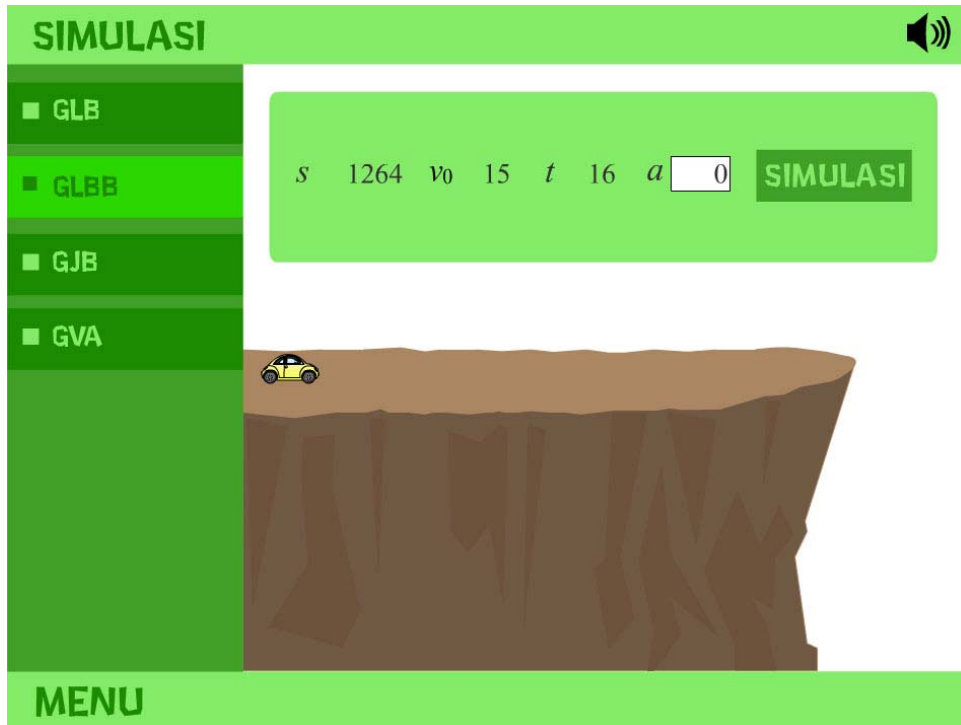 SIMULASI
GLB
GLBB
GJB
GVA
s 1264 v0 15 t 16 a 0 SIMULASI
MENU